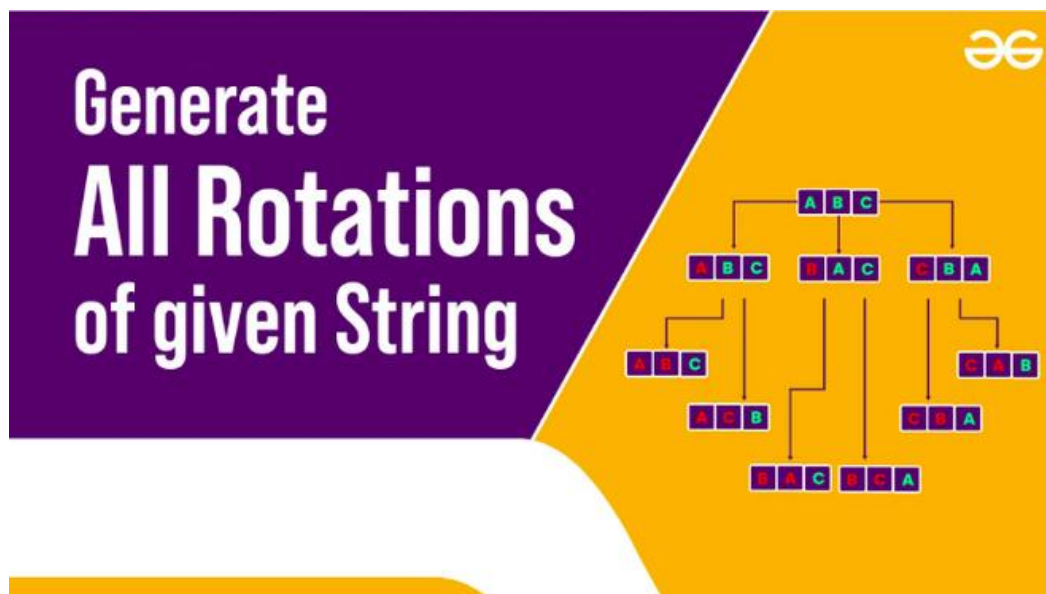 Generate
All Rotations
of given String
A B C
A B C
B A C
C B A
A B C
C A B
A C B
C B A
B A C
B C A